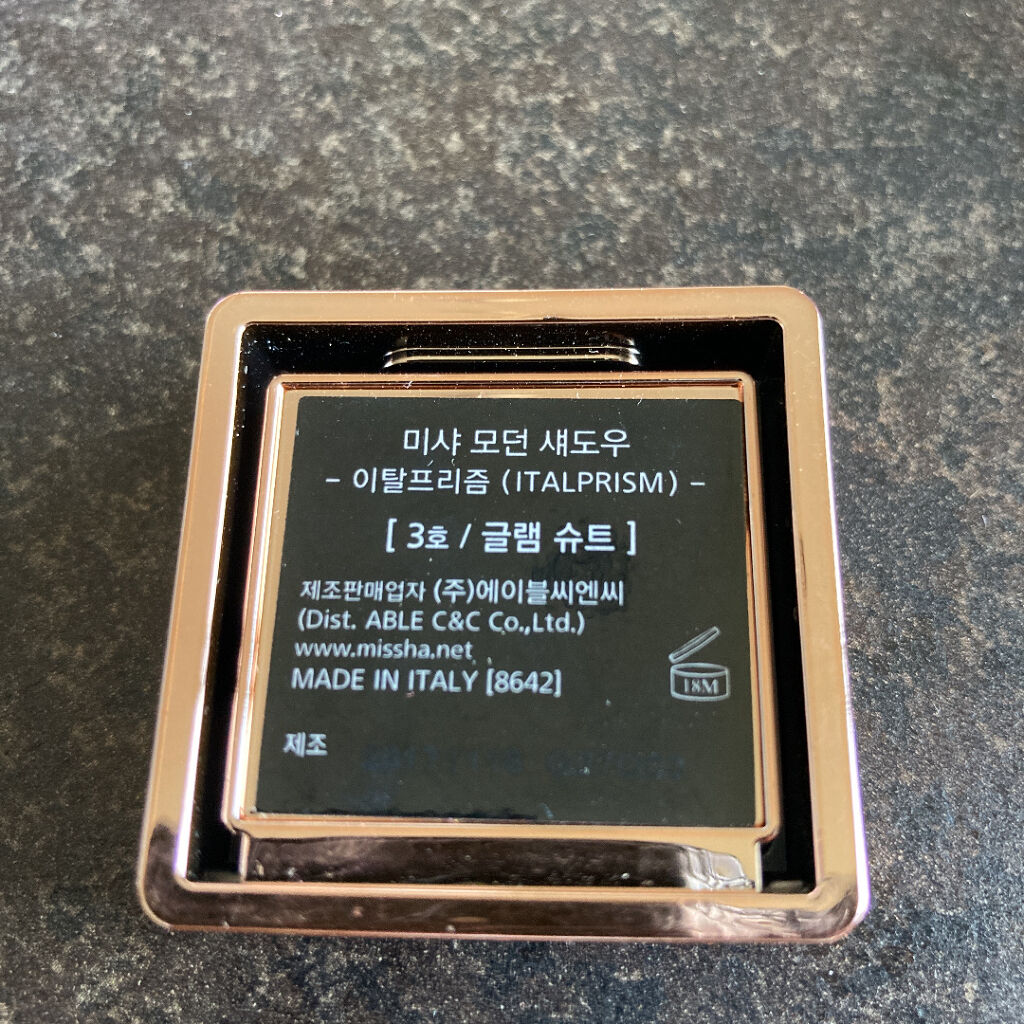 미샤 모던 섀도우
- 이탈프리즘 (ITALPRISM) -
[ 3호 / 글램 슈트 ]
제조판매업자 (주)에이블씨엔씨
(Dist. ABLE C&C Co.,Ltd.)
www.missha.net
MADE IN ITALY [8642]
18M
제조